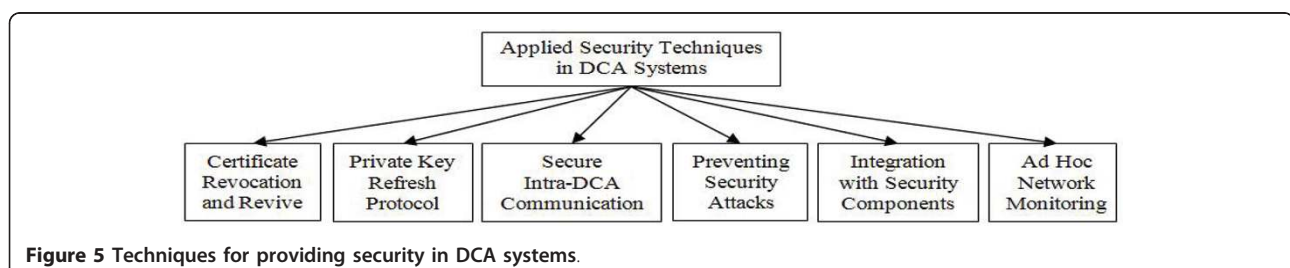 Applied Security Techniques
in DCA Systems
Certificate
Revocation
and Revive
Private Key
Refresh
Protocol
Secure
Intra-DCA
Communication
Preventing
Security
Attacks
Integration
with Security
Components
Ad Hoc
Network
Monitoring
Figure 5 Techniques for providing security in DCA systems.